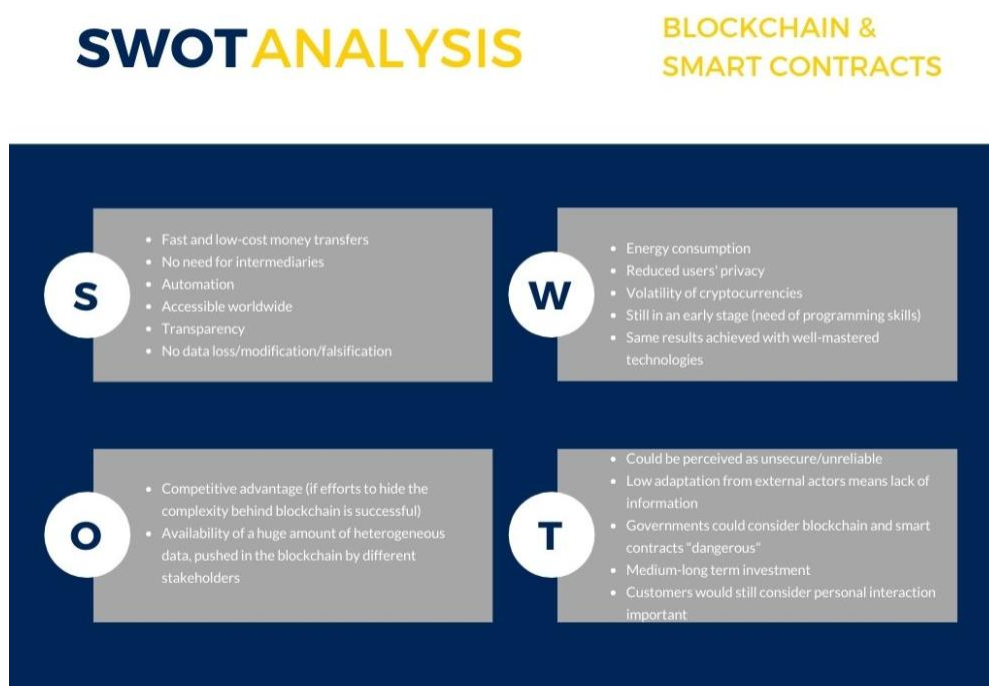 SWOT ANALYSIS
BLOCKCHAIN &
SMART CONTRACTS
S
• Fast and low-cost money transfers
• No need for intermediaries
• Automation
• Accessible worldwide
• Transparency
• No data loss/modification/falsification
W
• Energy consumption
• Reduced users' privacy
• Volatility of cryptocurrencies
• Still in an early stage (need of programming skills)
• Same results achieved with well-mastered
technologies
O
• Competitive advantage (if efforts to hide the
complexity behind blockchain is successful)
• Availability of a huge amount of heterogeneous
data, pushed in the blockchain by different
stakeholders
T
• Could be perceived as unsecure/unreliable
• Low adaptation from external actors means lack of
information
• Governments could consider blockchain and smart
contracts "dangerous"
• Medium-long term investment
• Customers would still consider personal interaction
important